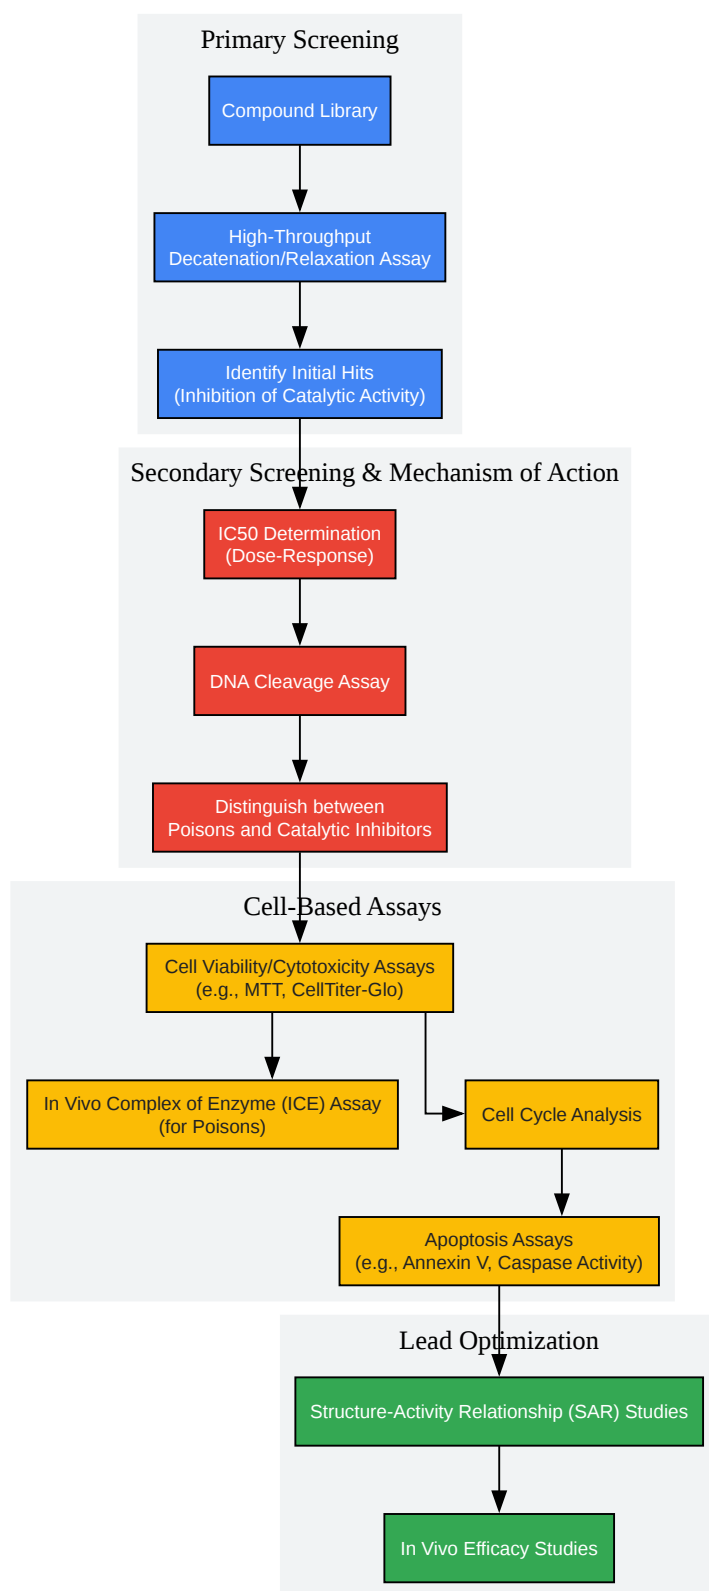 Primary Screening
Compound Library
High-Throughput
Decatenation/Relaxation Assay
Identify Initial Hits
(Inhibition of Catalytic Activity)
Secondary Screening & Mechanism of Action
IC50 Determination
(Dose-Response)
DNA Cleavage Assay
Distinguish between
Poisons and Catalytic Inhibitors
Cell-Based Assays
Cell Viability/Cytotoxicity Assays
(e.g., MTT, CellTiter-Glo)
In Vivo Complex of Enzyme (ICE) Assay
(for Poisons)
Cell Cycle Analysis
Apoptosis Assays
(e.g., Annexin V, Caspase Activity)
Lead Optimization
Structure-Activity Relationship (SAR) Studies
In Vivo Efficacy Studies